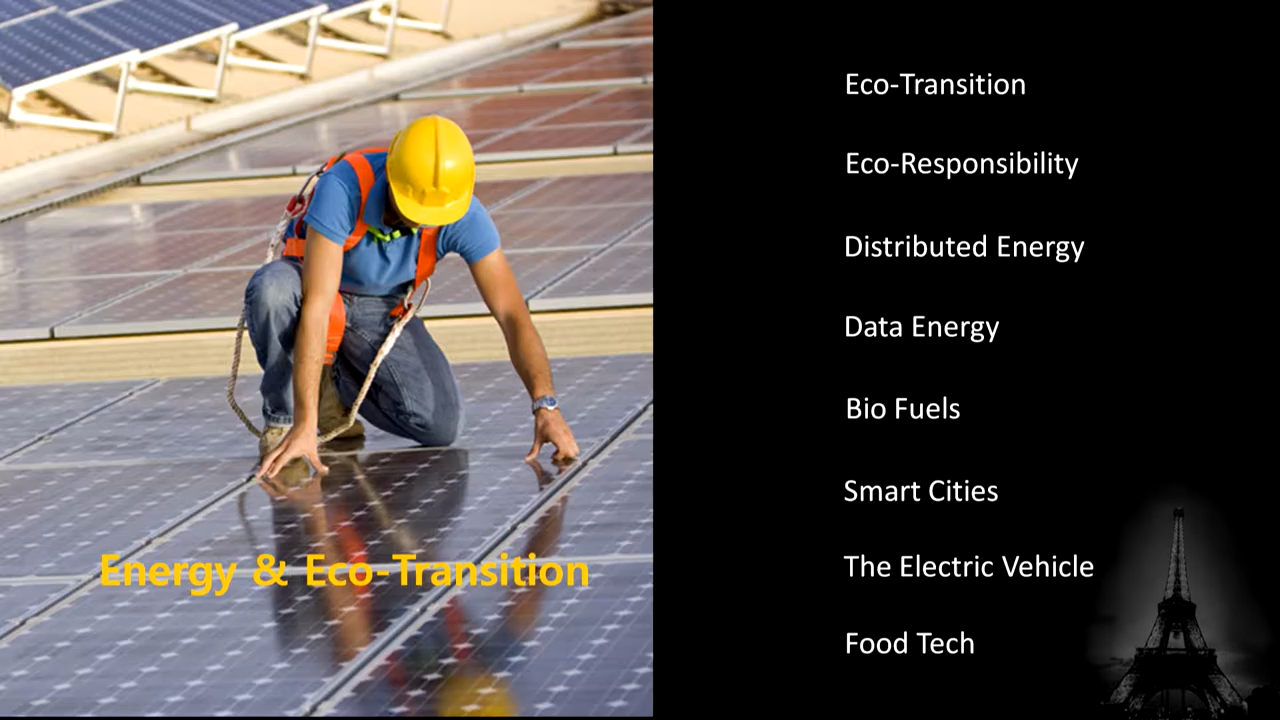 Energy & Eco-Transition
Eco-Transition
Eco-Responsibility
Distributed Energy
Data Energy
Bio Fuels
Smart Cities
The Electric Vehicle
Food Tech